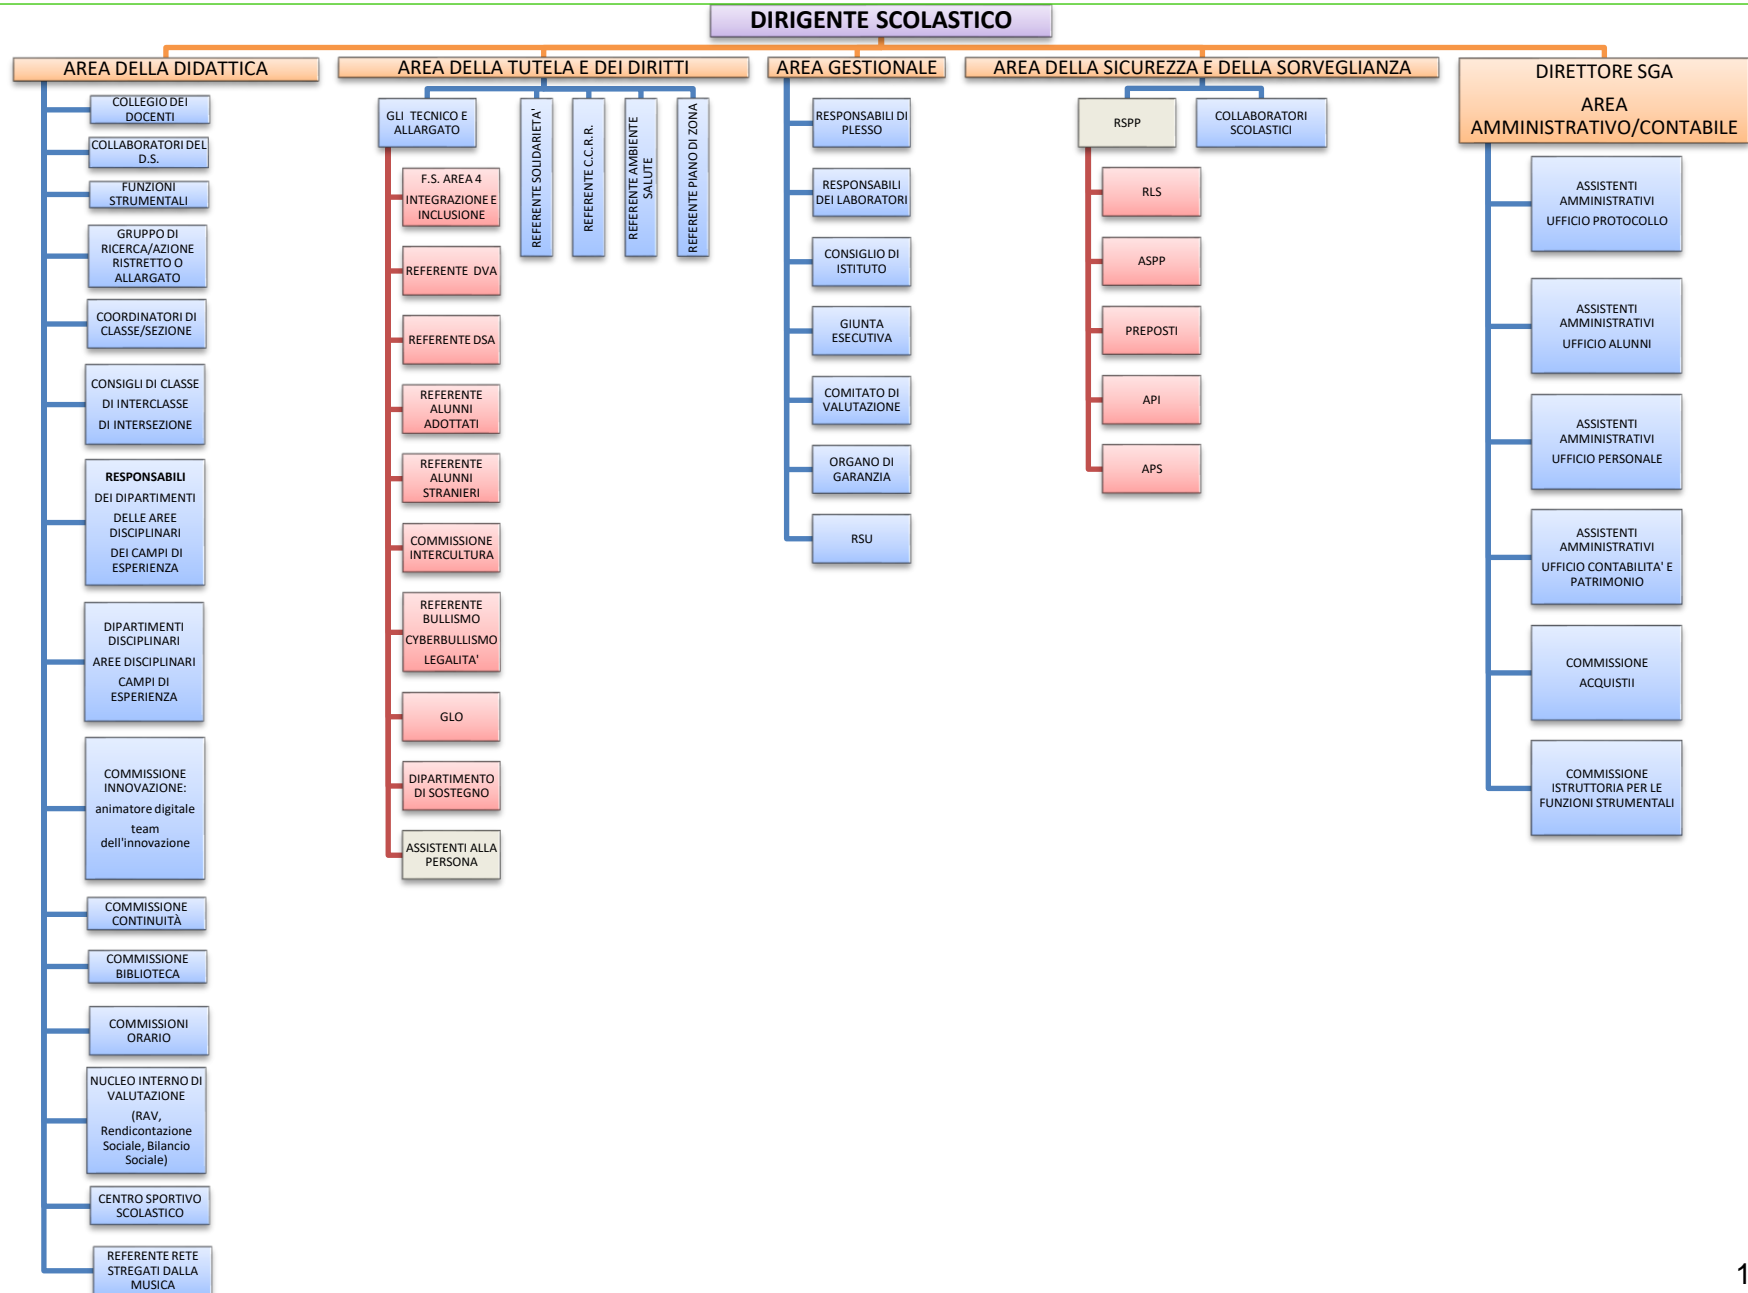 DIRIGENTE SCOLASTICO
AREA DELLA DIDATTICA
COLLEGIO DEI
DOCENTI
COLLABORATORI DEL
D.S.
FUNZIONI
STRUMENTALI
GRUPPO DI
RICERCA/AZIONE
RISTRETTO O
ALLARGATO
COORDINATORI DI
CLASSE/SEZIONE
CONSIGLI DI CLASSE
DI INTERCLASSE
DI INTERSEZIONE
RESPONSABILI
DEI DIPARTIMENTI
DELLE AREE
DISCIPLINARI
DEI CAMPI DI
ESPERIENZA
DIPARTIMENTI
DISCIPLINARI
AREE DISCIPLINARI
CAMPI DI
ESPERIENZA
COMMISSIONE
INNOVAZIONE:
animatore digitale
team
dell'innovazione
COMMISSIONE
CONTINUITÀ
COMMISSIONE
BIBLIOTECA
COMMISSIONI
ORARIO
NUCLEO INTERNO DI
VALUTAZIONE
(RAV,
Rendicontazione
Sociale, Bilancio
Sociale)
CENTRO SPORTIVO
SCOLASTICO
REFERENTE RETE
STREGATI DALLA
MUSICA
AREA DELLA TUTELA E DEI DIRITTI
GLI TECNICO E
ALLARGATO
F.S. AREA 4
INTEGRAZIONE E
INCLUSIONE
REFERENTE DVA
REFERENTE DSA
REFERENTE
ALUNNI
ADOTTATI
REFERENTE
ALUNNI
STRANIERI
COMMISSIONE
INTERCULTURA
REFERENTE
BULLISMO
CYBERBULLISMO
LEGALITA'
GLO
DIPARTIMENTO
DI SOSTEGNO
ASSISTENTI ALLA
PERSONA
REFERENTE SOLIDARIETA'
REFERENTE C.C.R.R.
REFERENTE AMBIENTE
SALUTE
REFERENTE PIANO DI ZONA
AREA GESTIONALE
RESPONSABILI DI
PLESSO
RESPONSABILI
DEI LABORATORI
CONSIGLIO DI
ISTITUTO
GIUNTA
ESECUTIVA
COMITATO DI
VALUTAZIONE
ORGANO DI
GARANZIA
RSU
AREA DELLA SICUREZZA E DELLA SORVEGLIANZA
RSPP
RLS
ASPP
PREPOSTI
API
APS
COLLABORATORI
SCOLASTICI
DIRETTORE SGA
AREA
AMMINISTRATIVO/CONTABILE
ASSISTENTI
AMMINISTRATIVI
UFFICIO PROTOCOLLO
ASSISTENTI
AMMINISTRATIVI
UFFICIO ALUNNI
ASSISTENTI
AMMINISTRATIVI
UFFICIO PERSONALE
ASSISTENTI
AMMINISTRATIVI
UFFICIO CONTABILITA' E
PATRIMONIO
COMMISSIONE
ACQUISTII
COMMISSIONE
ISTRUTTORIA PER LE
FUNZIONI STRUMENTALI
1